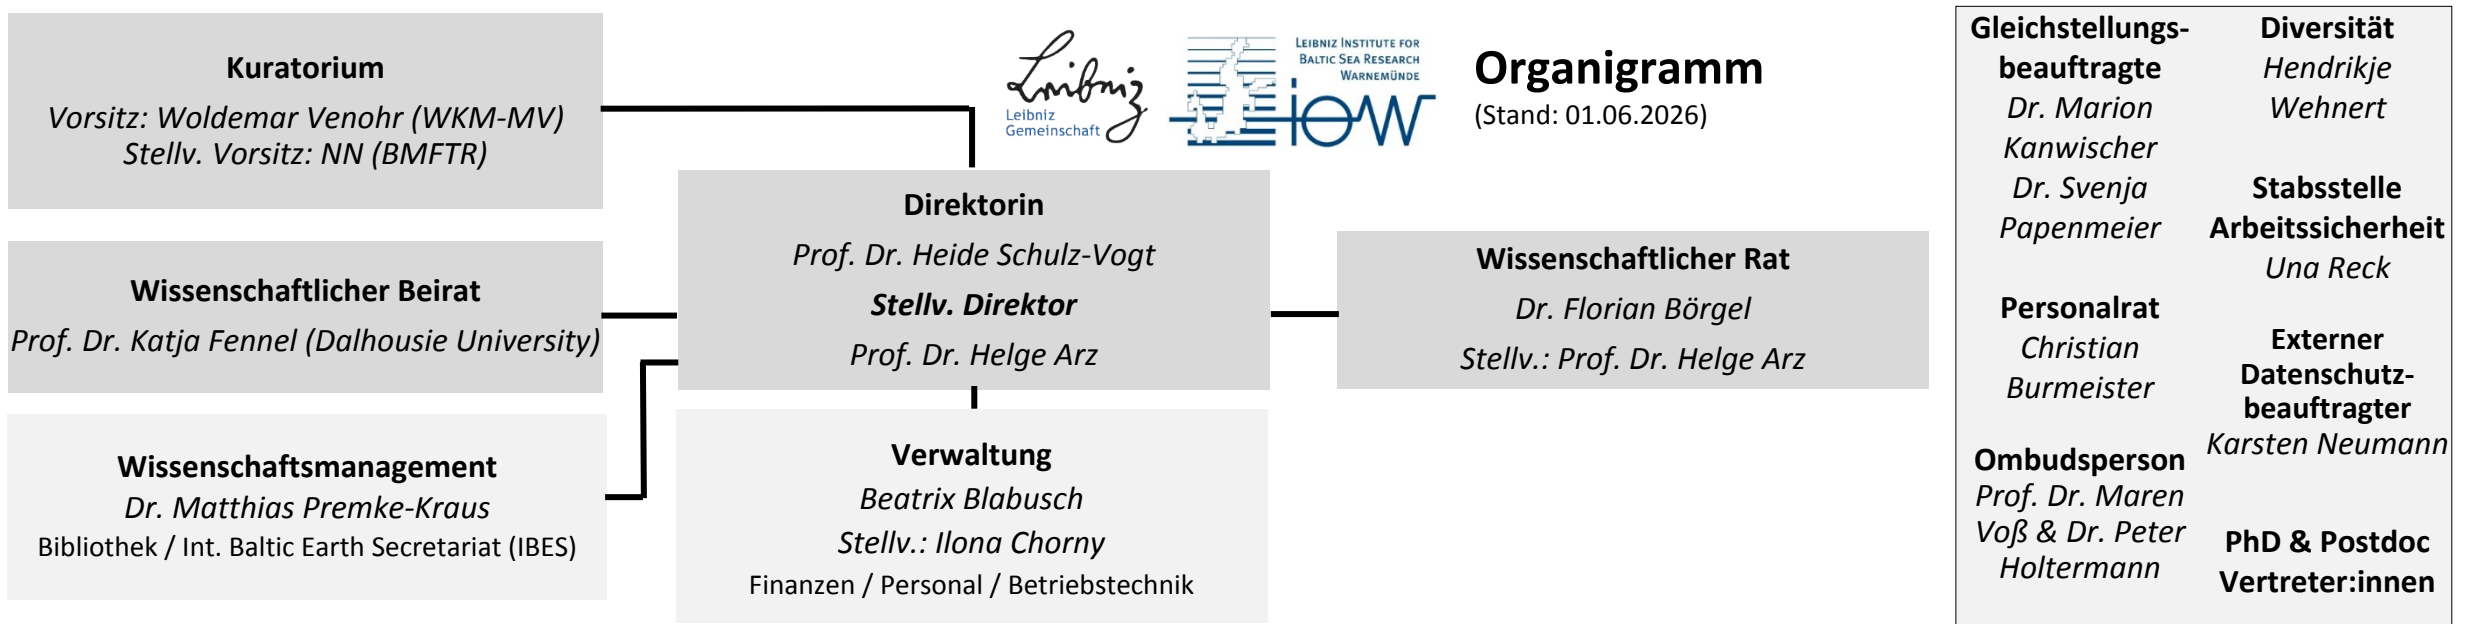 Kuratorium
Vorsitz: Woldemar Venohr (WKM-MV)
Stellv. Vorsitz: NN (BMFTR)
Leibniz
Leibniz
Gemeinschaft
LEIBNIZ INSTITUTE FOR
BALTIC SEA RESEARCH
WARNEMÜNDE
iow
Organigramm
(Stand: 01.06.2026)
Direktorin
Prof. Dr. Heide Schulz-Vogt
Stellv. Direktor
Prof. Dr. Helge Arz
Wissenschaftlicher Beirat
Prof. Dr. Katja Fennel (Dalhousie University)
Wissenschaftlicher Rat
Dr. Florian Börgel
Stellv.: Prof. Dr. Helge Arz
Wissenschaftsmanagement
Dr. Matthias Premke-Kraus
Bibliothek / Int. Baltic Earth Secretariat (IBES)
Verwaltung
Beatrix Blabusch
Stellv.: Ilona Chorny
Finanzen / Personal / Betriebstechnik
Gleichstellungs-
beauftragte
Dr. Marion
Kanwischer
Dr. Svenja
Papenmeier
Personalrat
Christian
Burmeister
Ombudsperson
Prof. Dr. Maren
Voß & Dr. Peter
Holtermann
Diversität
Hendrikje
Wehnert
Stabsstelle
Arbeitssicherheit
Una Reck
Externer
Datenschutz-
beauftragter
Karsten Neumann
PhD & Postdoc
Vertreter:innen